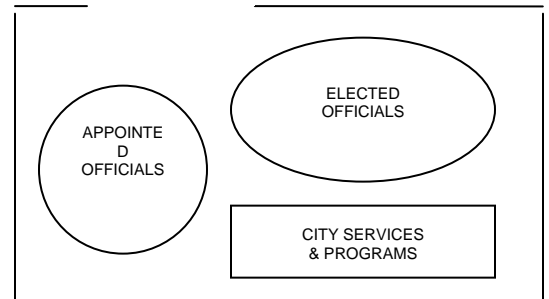 ELECTED
OFFICIALS
APPOINTE
D
OFFICIALS
CITY SERVICES
& PROGRAMS